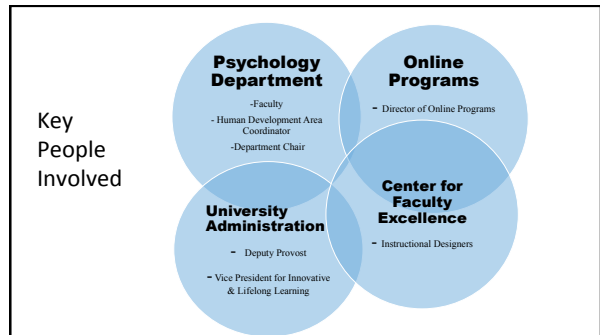 Key
People
Involved
Psychology
Department
-Faculty
- Human Development Area
Coordinator
-Department Chair
Online
Programs
- Director of Online Programs
University
Administration
- Deputy Provost
- Vice President for Innovative
& Lifelong Learning
Center for
Faculty
Excellence
- Instructional Designers